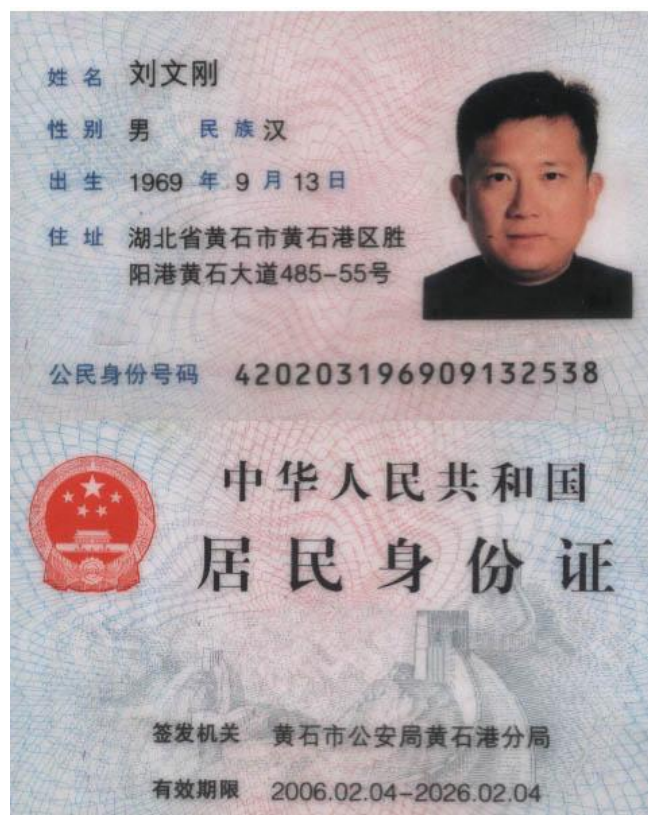 姓名 刘文刚
性别 男 民族 汉
出生 1969 年 9 月 13 日
住址 湖北省黄石市黄石港区胜
阳港黄石大道485-55号
公民身份号码 420203196909132538
中华人民共和国
居民身份证
签发机关 黄石市公安局黄石港分局
有效期限 2006.02.04-2026.02.04